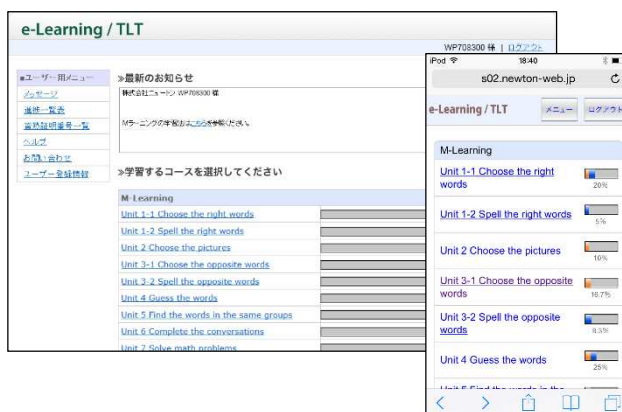 e-Learning / TLT
WP708300 様 | ログアウト
■ユーザー用メニュー
メッセージ
進捗一覧表
ヘルプ
お問い合わせ
ユーザー登録情報
≫最新のお知らせ
株式会社ニュートン WP708300 様
Mラーニングの学習法はこちらを参照ください。
≫学習するコースを選択してください
M-Learning
Unit 1-1 Choose the right words
Unit 1-2 Spell the right words
Unit 2 Choose the pictures
Unit 3-1 Choose the opposite words
Unit 3-2 Spell the opposite words
Unit 4 Guess the words
Unit 5 Find the words in the same groups
Unit 6 Complete the conversations
Unit 7 Solve math problems
iPod 18:40
s02.newton-web.jp
e-Learning / TLT メニュー ログアウト
M-Learning
Unit 1-1 Choose the right
words
20%
Unit 1-2 Spell the right words
5%
Unit 2 Choose the pictures
10%
Unit 3-1 Choose the opposite
words
16.7%
Unit 3-2 Spell the opposite
words
8.3%
Unit 4 Guess the words
25%
Unit 5 Find the words in the